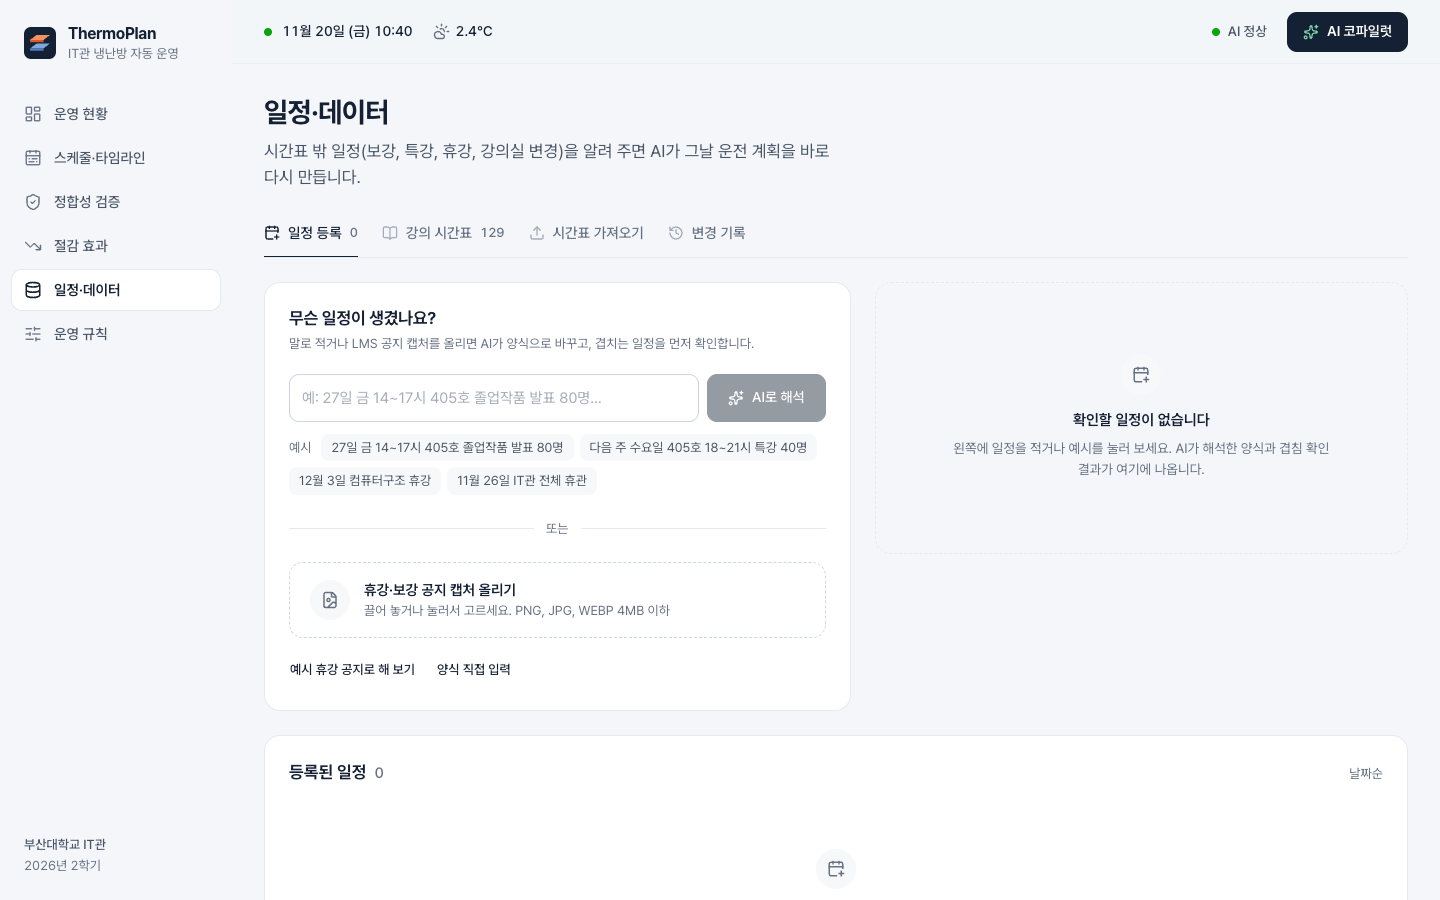 ThermoPlan
IT관 냉난방 자동 운영
운영 현황
스케줄·타임라인
정합성 검증
절감 효과
일정·데이터
운영 규칙
부산대학교 IT관
2026년 2학기
11월 20일 (금) 10:40
2.4°C
AI 정상
AI 코파일럿
일정·데이터
시간표 밖 일정(보강, 특강, 휴강, 강의실 변경)을 알려 주면 AI가 그날 운전 계획을 바로
다시 만듭니다.
일정 등록 0
강의 시간표 129
시간표 가져오기
변경 기록
무슨 일정이 생겼나요?
말로 적거나 LMS 공지 캡처를 올리면 AI가 양식으로 바꾸고, 겹치는 일정을 먼저 확인합니다.
예: 27일 금 14~17시 405호 졸업작품 발표 80명...
AI로 해석
예시
27일 금 14~17시 405호 졸업작품 발표 80명
다음 주 수요일 405호 18~21시 특강 40명
12월 3일 컴퓨터구조 휴강
11월 26일 IT관 전체 휴관
또는
휴강·보강 공지 캡처 올리기
끌어 놓거나 눌러서 고르세요. PNG, JPG, WEBP 4MB 이하
예시 휴강 공지로 해 보기
양식 직접 입력
확인할 일정이 없습니다
왼쪽에 일정을 적거나 예시를 눌러 보세요. AI가 해석한 양식과 겹침 확인
결과가 여기에 나옵니다.
등록된 일정 0
날짜순